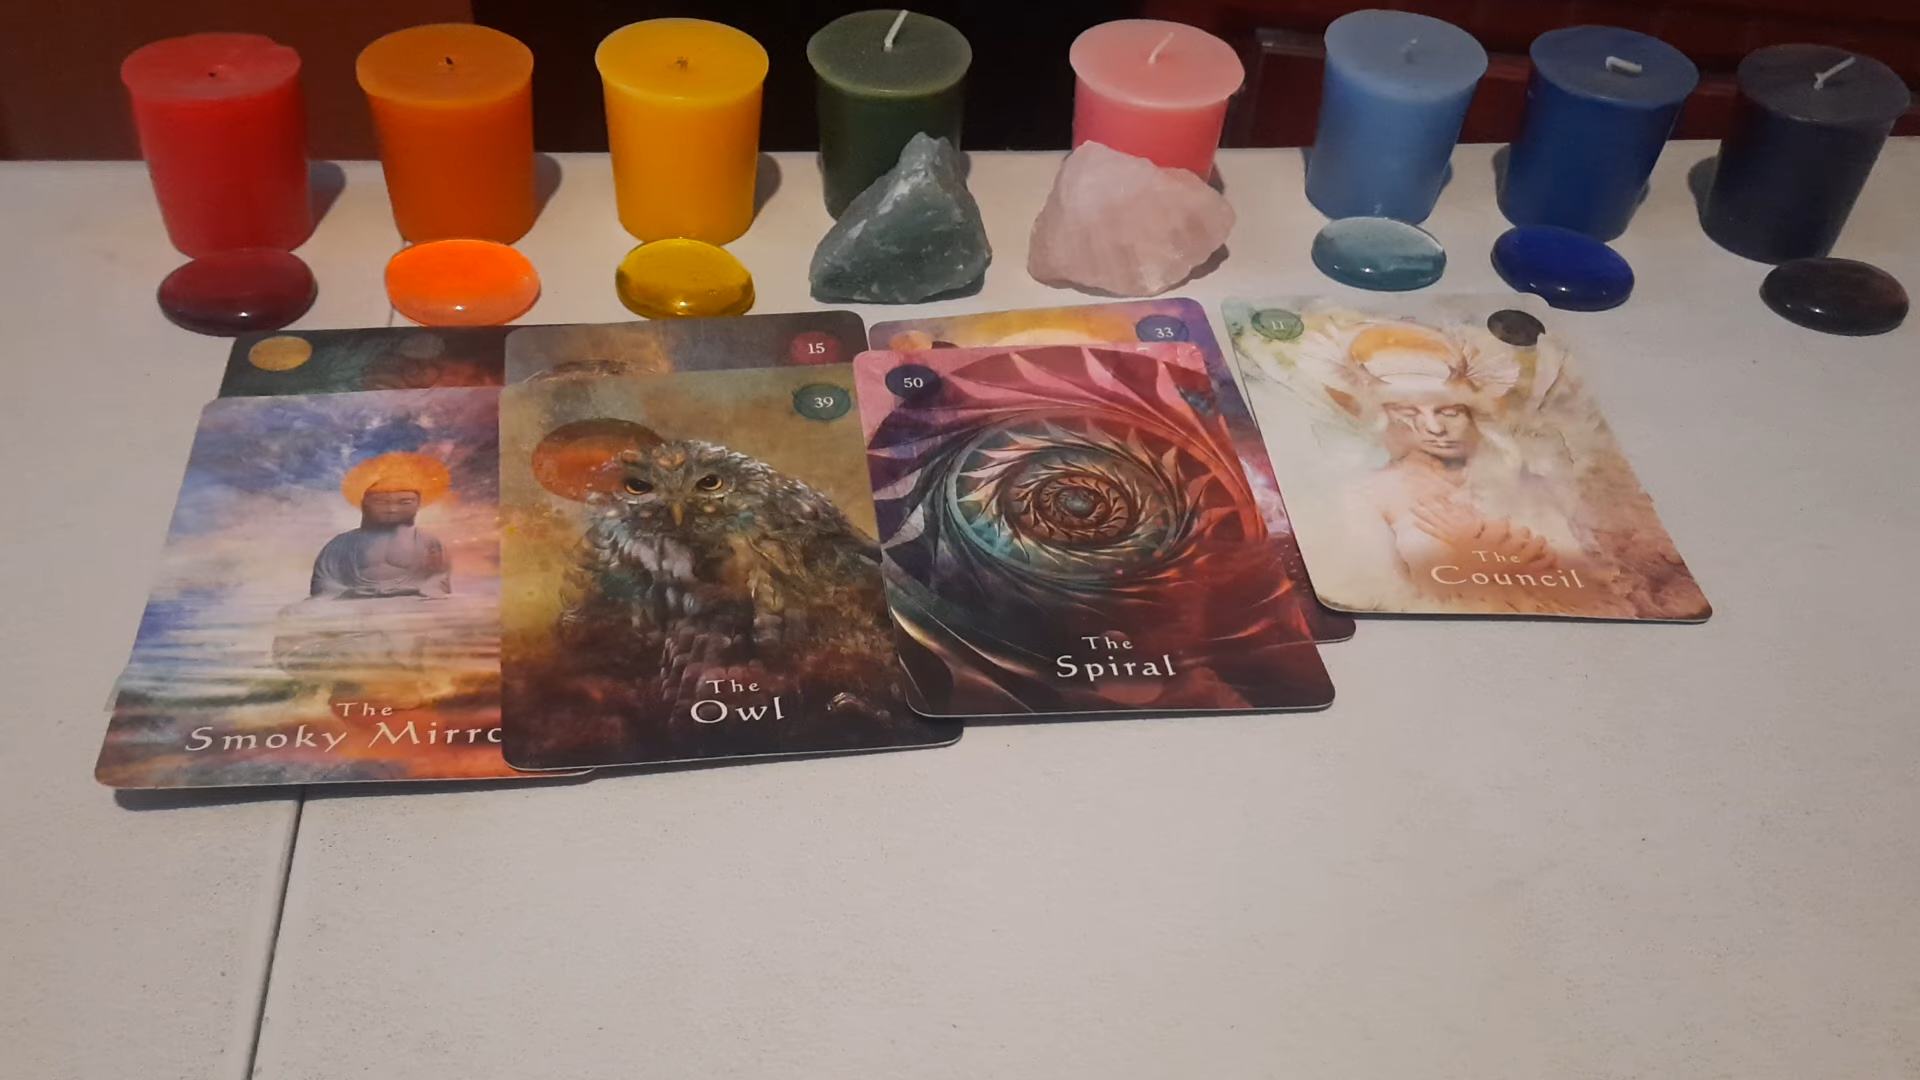 15
33
11
39
50
The
Council
The
Spiral
The
Owl
The
Smoky Mirro